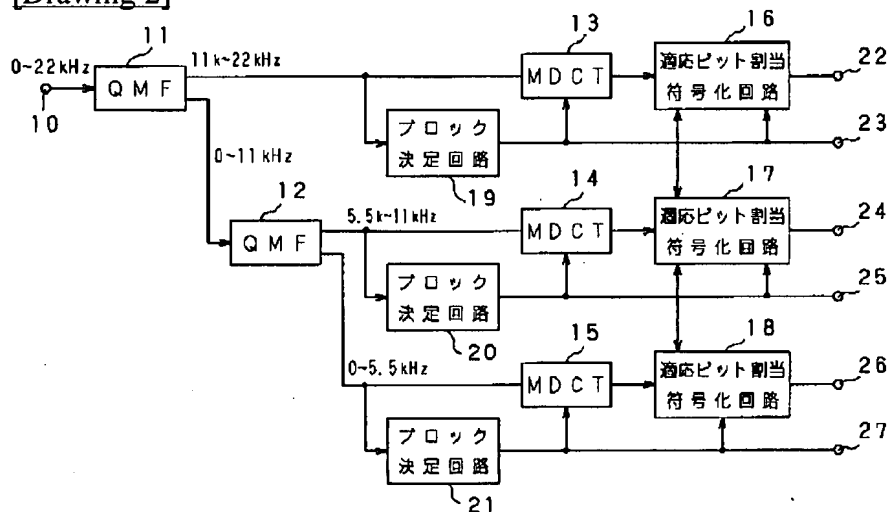 [Drawing 2]
11
13
16
0~22kHz
11k~22kHz
22
QMF
MDCT
適応ビット割当
符号化回路
10
23
ブロック
決定回路
0~11kHz
19
14
17
12
5.5k~11kHz
24
QMF
MDCT
適応ビット割当
符号化回路
25
ブロック
決定回路
20
15
18
0~5.5kHz
26
MDCT
適応ビット割当
符号化回路
27
ブロック
決定回路
21